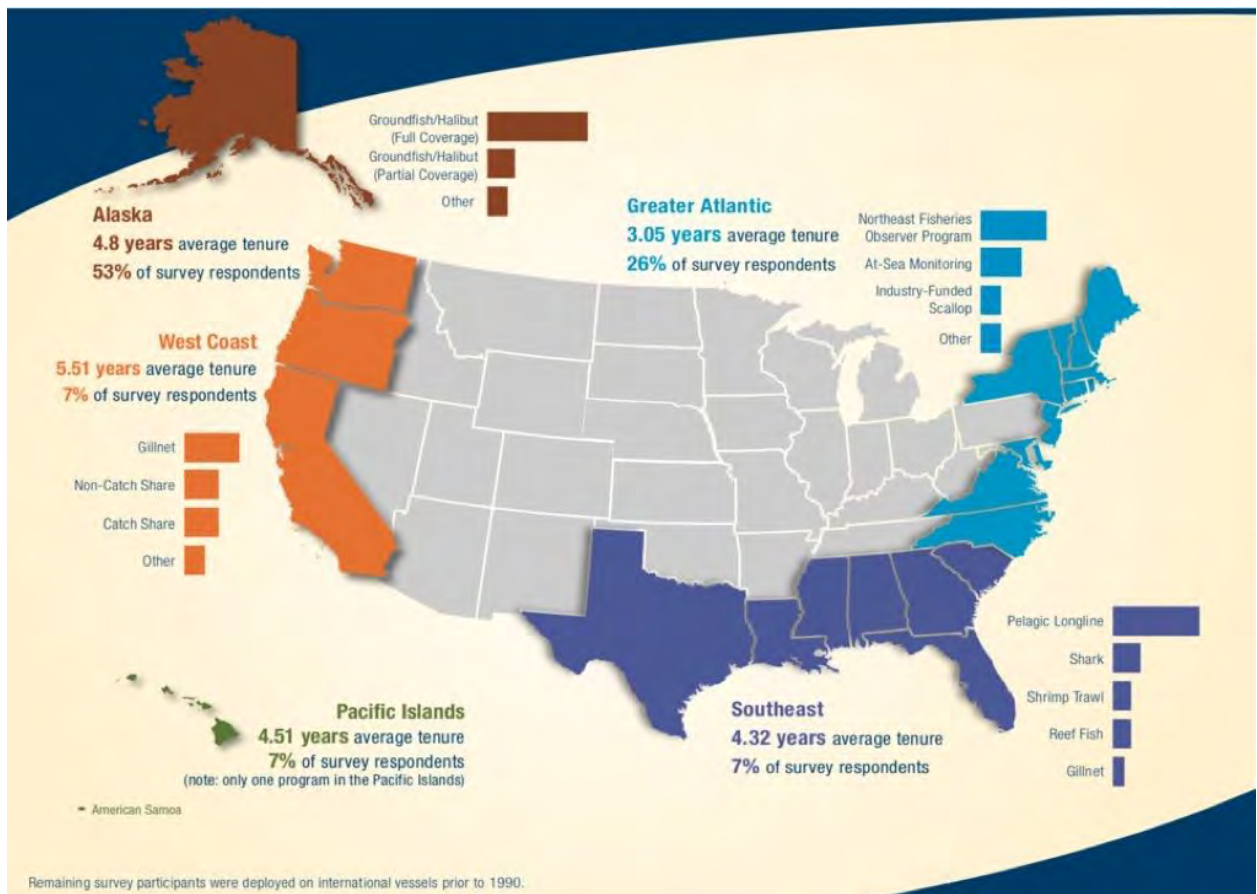 Groundfish/Halibut
(Full Coverage)
Groundfish/Halibut
(Partial Coverage)
Other
Alaska
4.8 years average tenure
53% of survey respondents
Greater Atlantic
3.05 years average tenure
26% of survey respondents
Northeast Fisheries
Observer Program
At-Sea Monitoring
Industry-Funded
Scallop
Other
West Coast
5.51 years average tenure
7% of survey respondents
Gillnet
Non-Catch Share
Catch Share
Other
Pacific Islands
4.51 years average tenure
7% of survey respondents
(note: only one program in the Pacific Islands)
American Samoa
Southeast
4.32 years average tenure
7% of survey respondents
Pelagic Longline
Shark
Shrimp Trawl
Reef Fish
Gillnet
Remaining survey participants were deployed on international vessels prior to 1990.